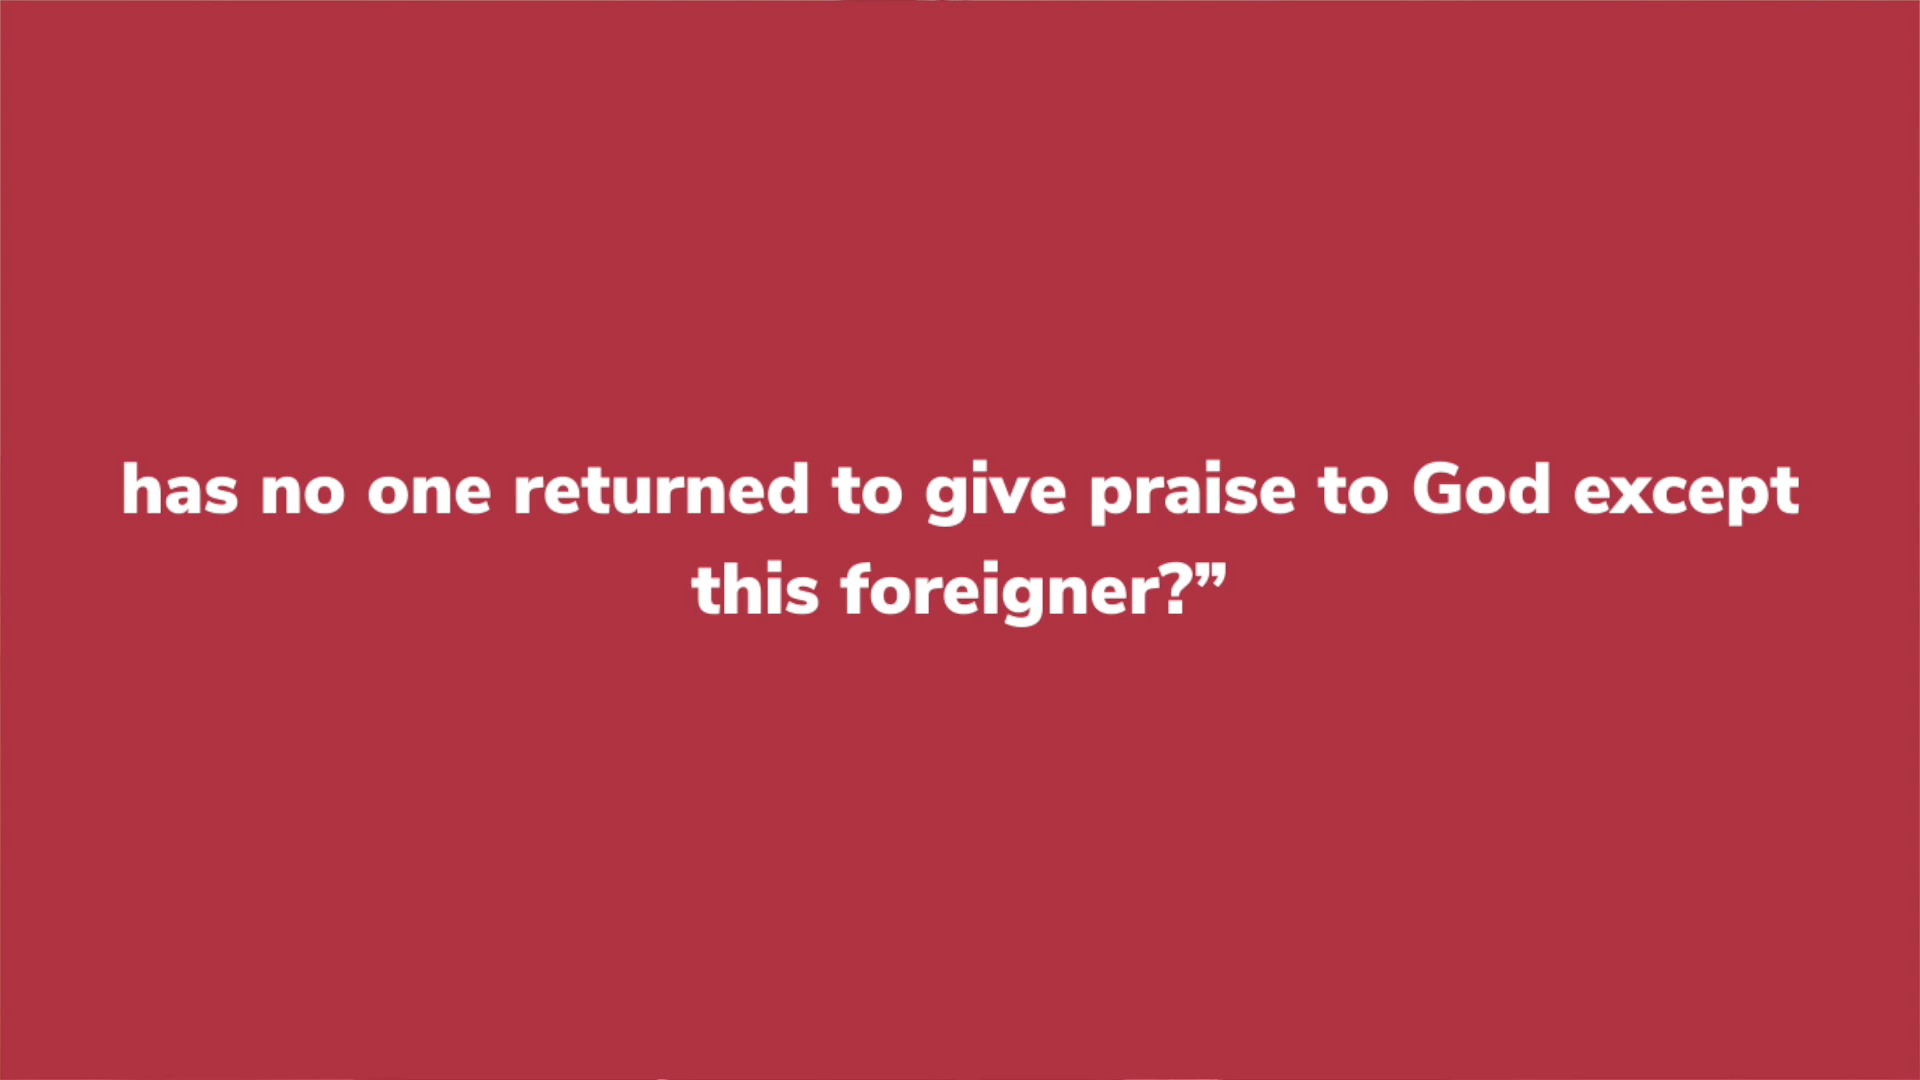 has no one returned to give praise to God except
this foreigner?”